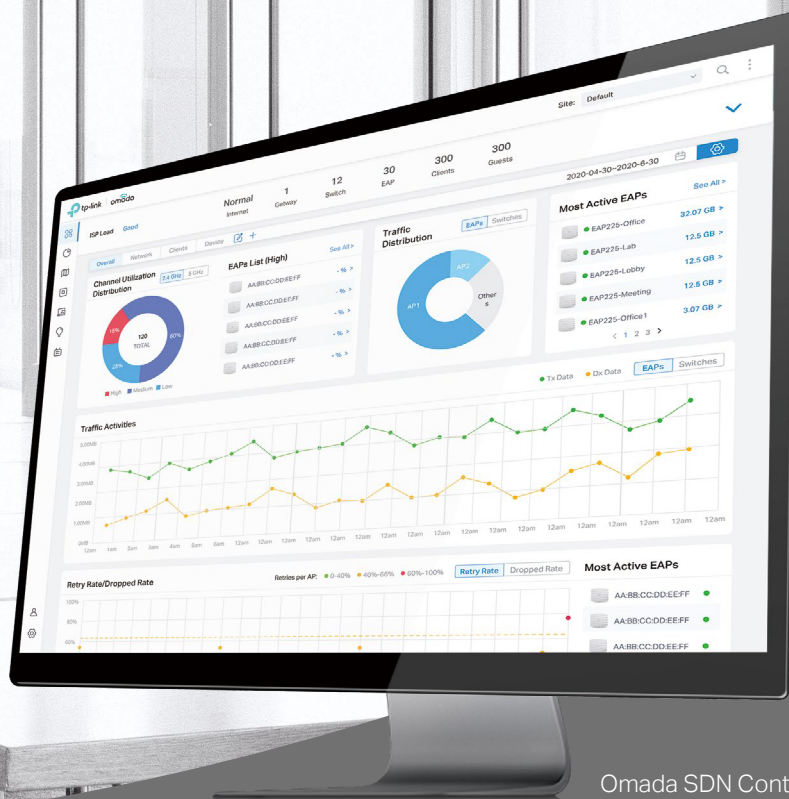 Site: Default
tp-link omada
Normal
Internet
1
Getway
12
Switch
30
EAP
300
Clients
300
Guests
ISP Load Good
2020-04-30~2020-6-30
Overall Network Clients Device
Channel Utilization
Distribution
2.4 GHz 5 GHz
120
TOTAL
60%
High Medium Low
EAPs List (High)
See All >
AA:BB:CC:DD:EE:FF - % >
AA:BB:CC:DD:EE:FF - % >
AA:BB:CC:DD:EE:FF - % >
AA:BB:CC:DD:EE:FF - % >
AA:BB:CC:DD:EE:FF - % >
Traffic
Distribution
EAPs Switches
AP2
AP1
Other
s
Most Active EAPs
See All >
EAP225-Office 32.07 GB >
EAP225-Lab 12.5 GB >
EAP225-Lobby 12.5 GB >
EAP225-Meeting 12.5 GB >
EAP225-Office1 3.07 GB >
< 1 2 3 >
Traffic Activities
Tx Data Dx Data EAPs Switches
5.00MB
4.00MB
3.00MB
2.00MB
1.00MB
0MB
12am 1am 2am 3am 4am 5am 6am 12am 12am 12am 12am 12am 12am 12am 12am 12am 12am 12am 12am 12am 12am 12am
Retry Rate/Dropped Rate
Retries per AP: 0-40% 40%-66% 60%-100%
Retry Rate Dropped Rate
100%
80%
60%
Most Active EAPs
AA:BB:CC:DD:EE:FF
AA:BB:CC:DD:EE:FF
AA:BB:CC:DD:EE:FF
Omada SDN Cont